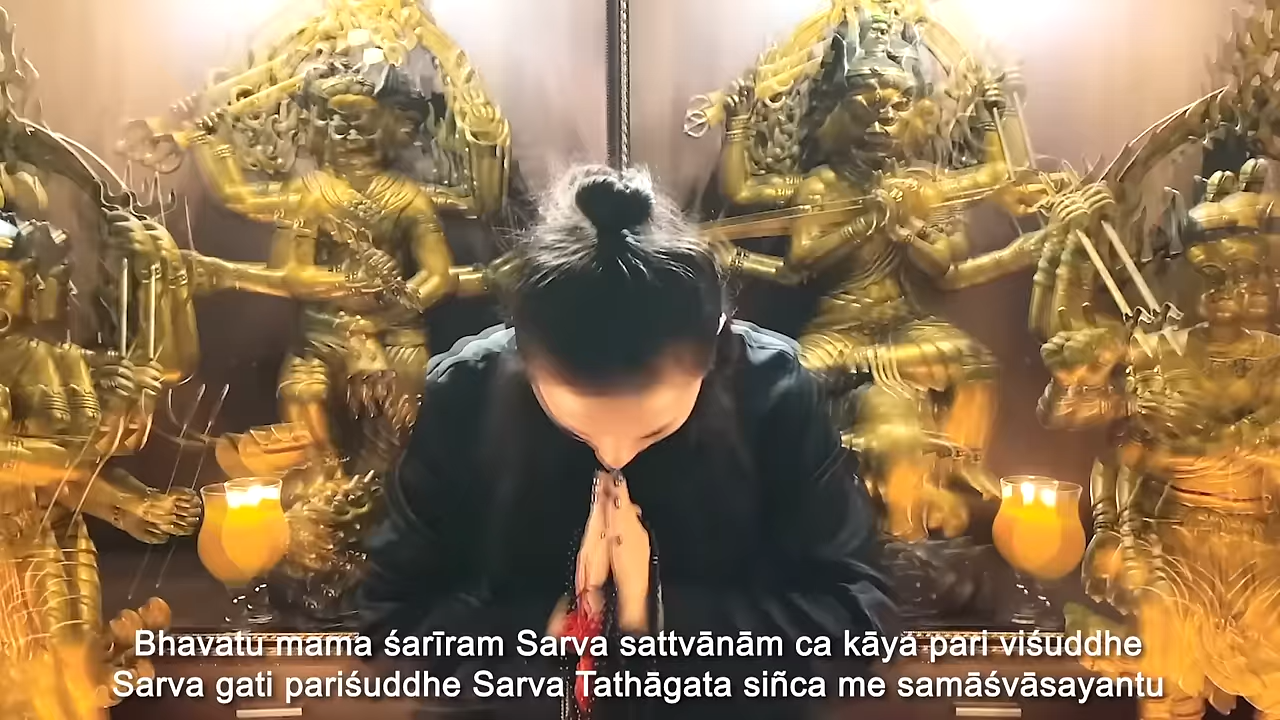 Bhavatu mama śarīram Sarva sattvānām ca kāya pari viśuddhe
Sarva gati pariśuddhe Sarva Tathāgata siñca me samāśvāsayantu